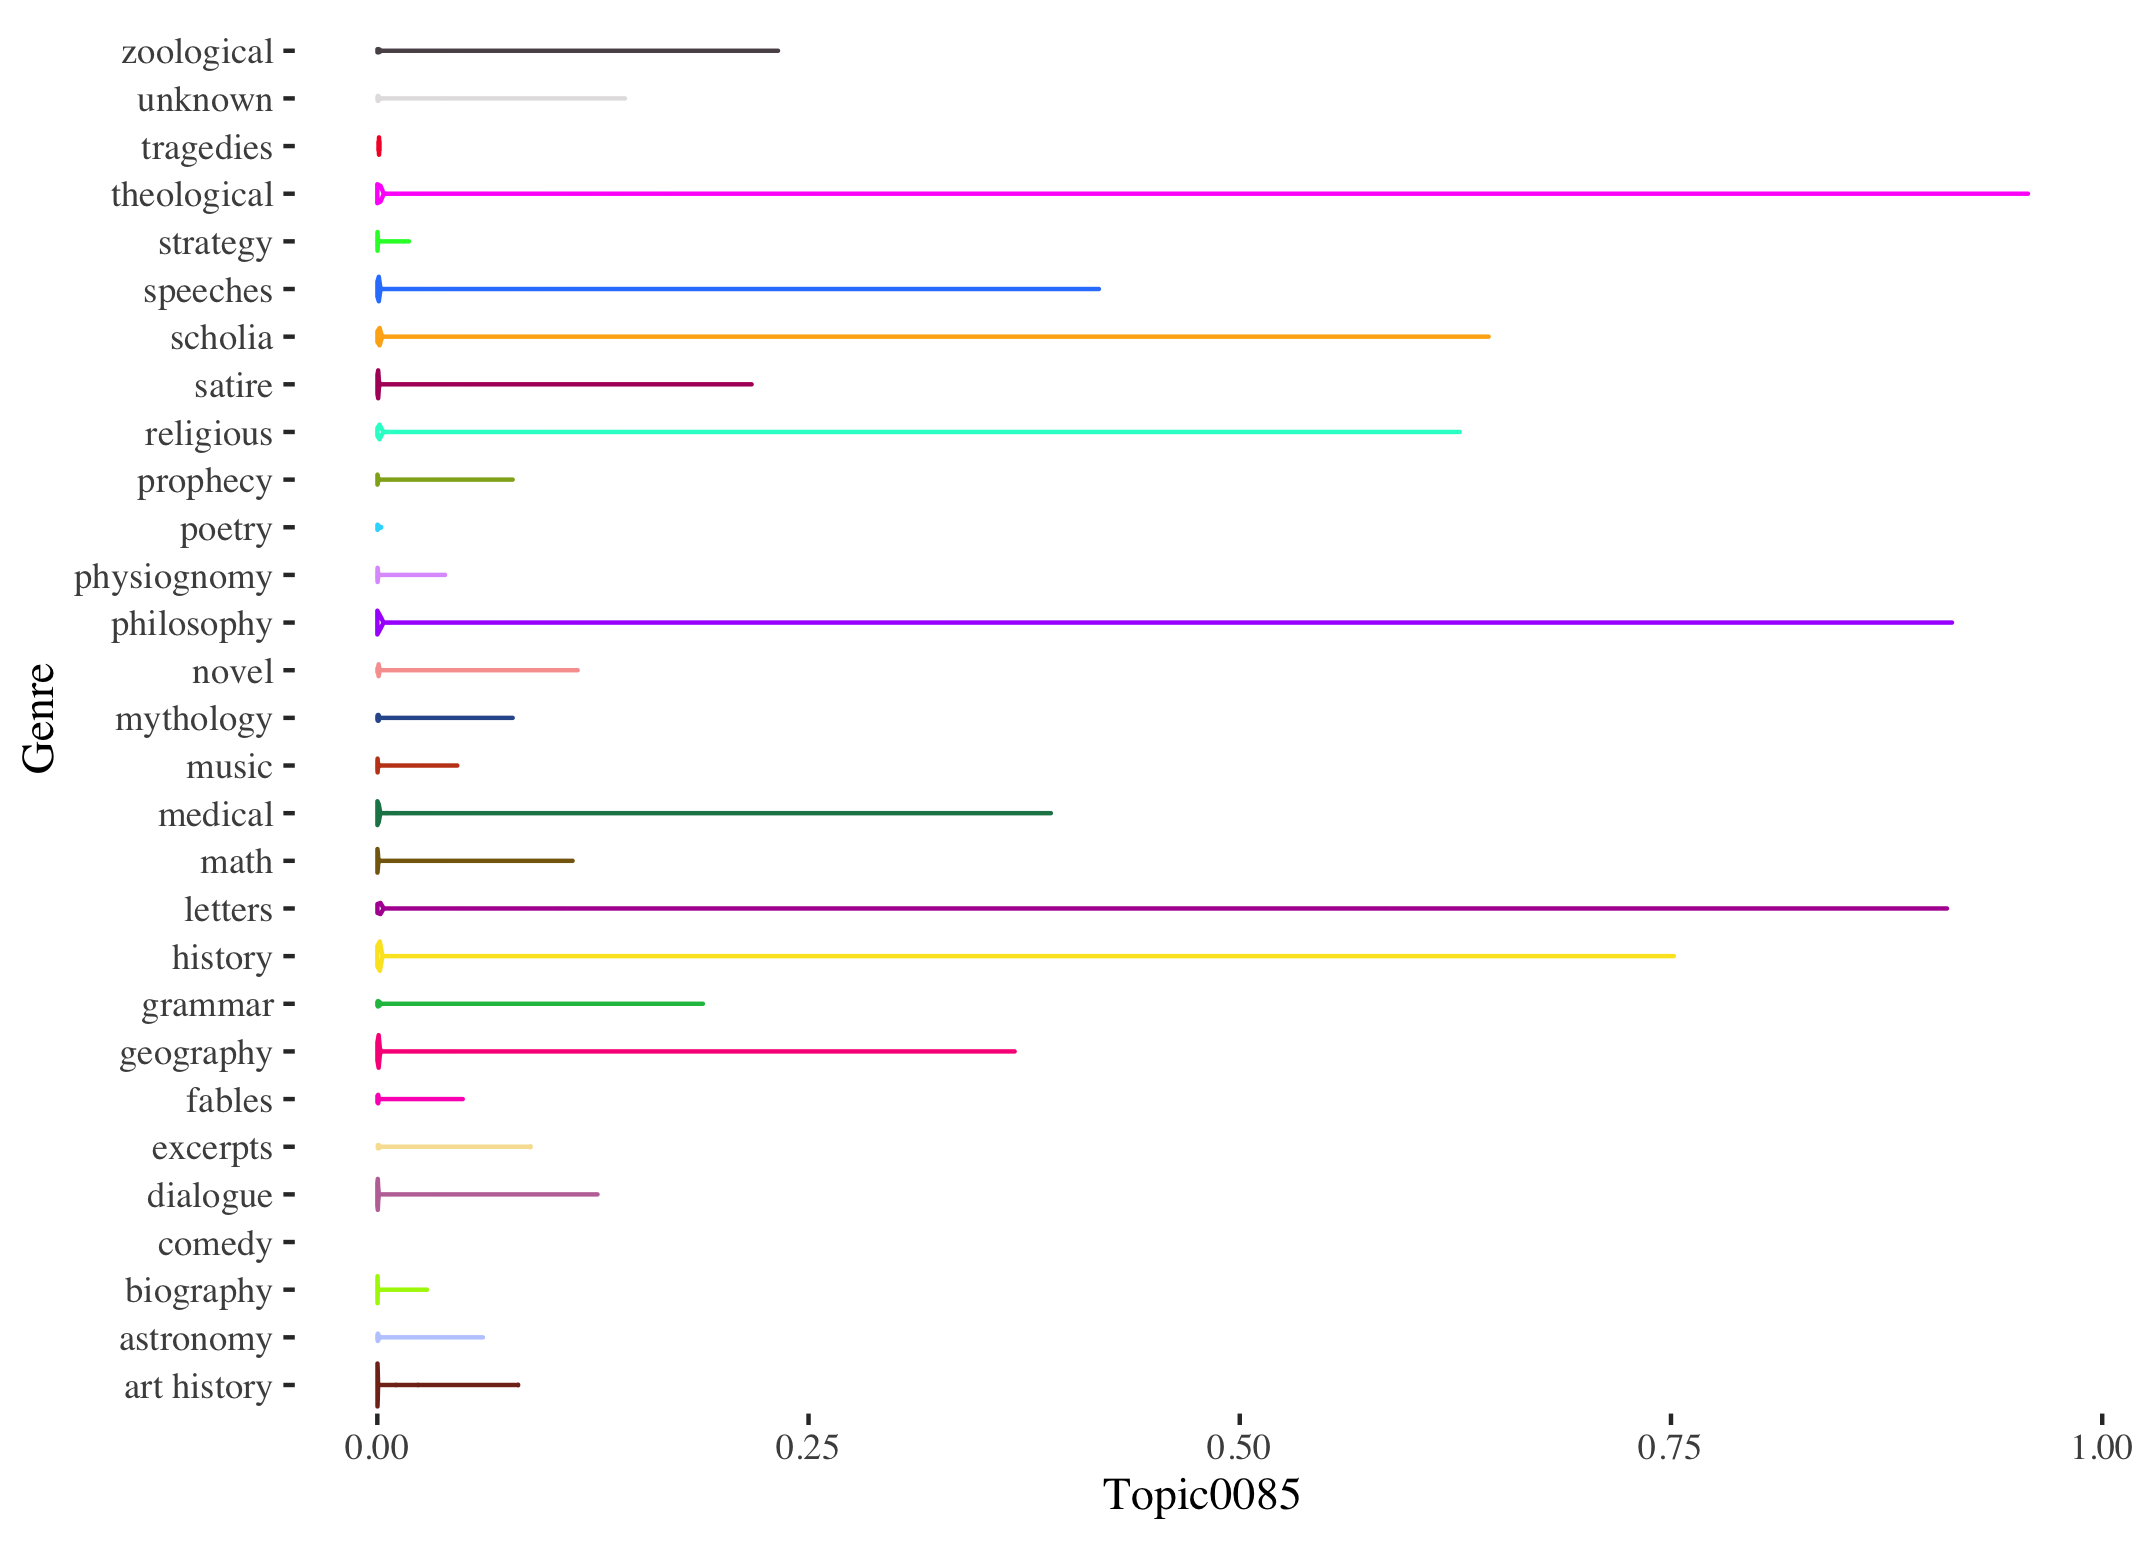 zoological
unknown
tragedies
theological
strategy
speeches
scholia
satire
religious
prophecy
poetry
physiognomy
philosophy
novel
mythology
music
medical
math
letters
history
grammar
geography
fables
excerpts
dialogue
comedy
biography
astronomy
art history
Genre
0.00 0.25 0.50 0.75 1.00
Topic0085